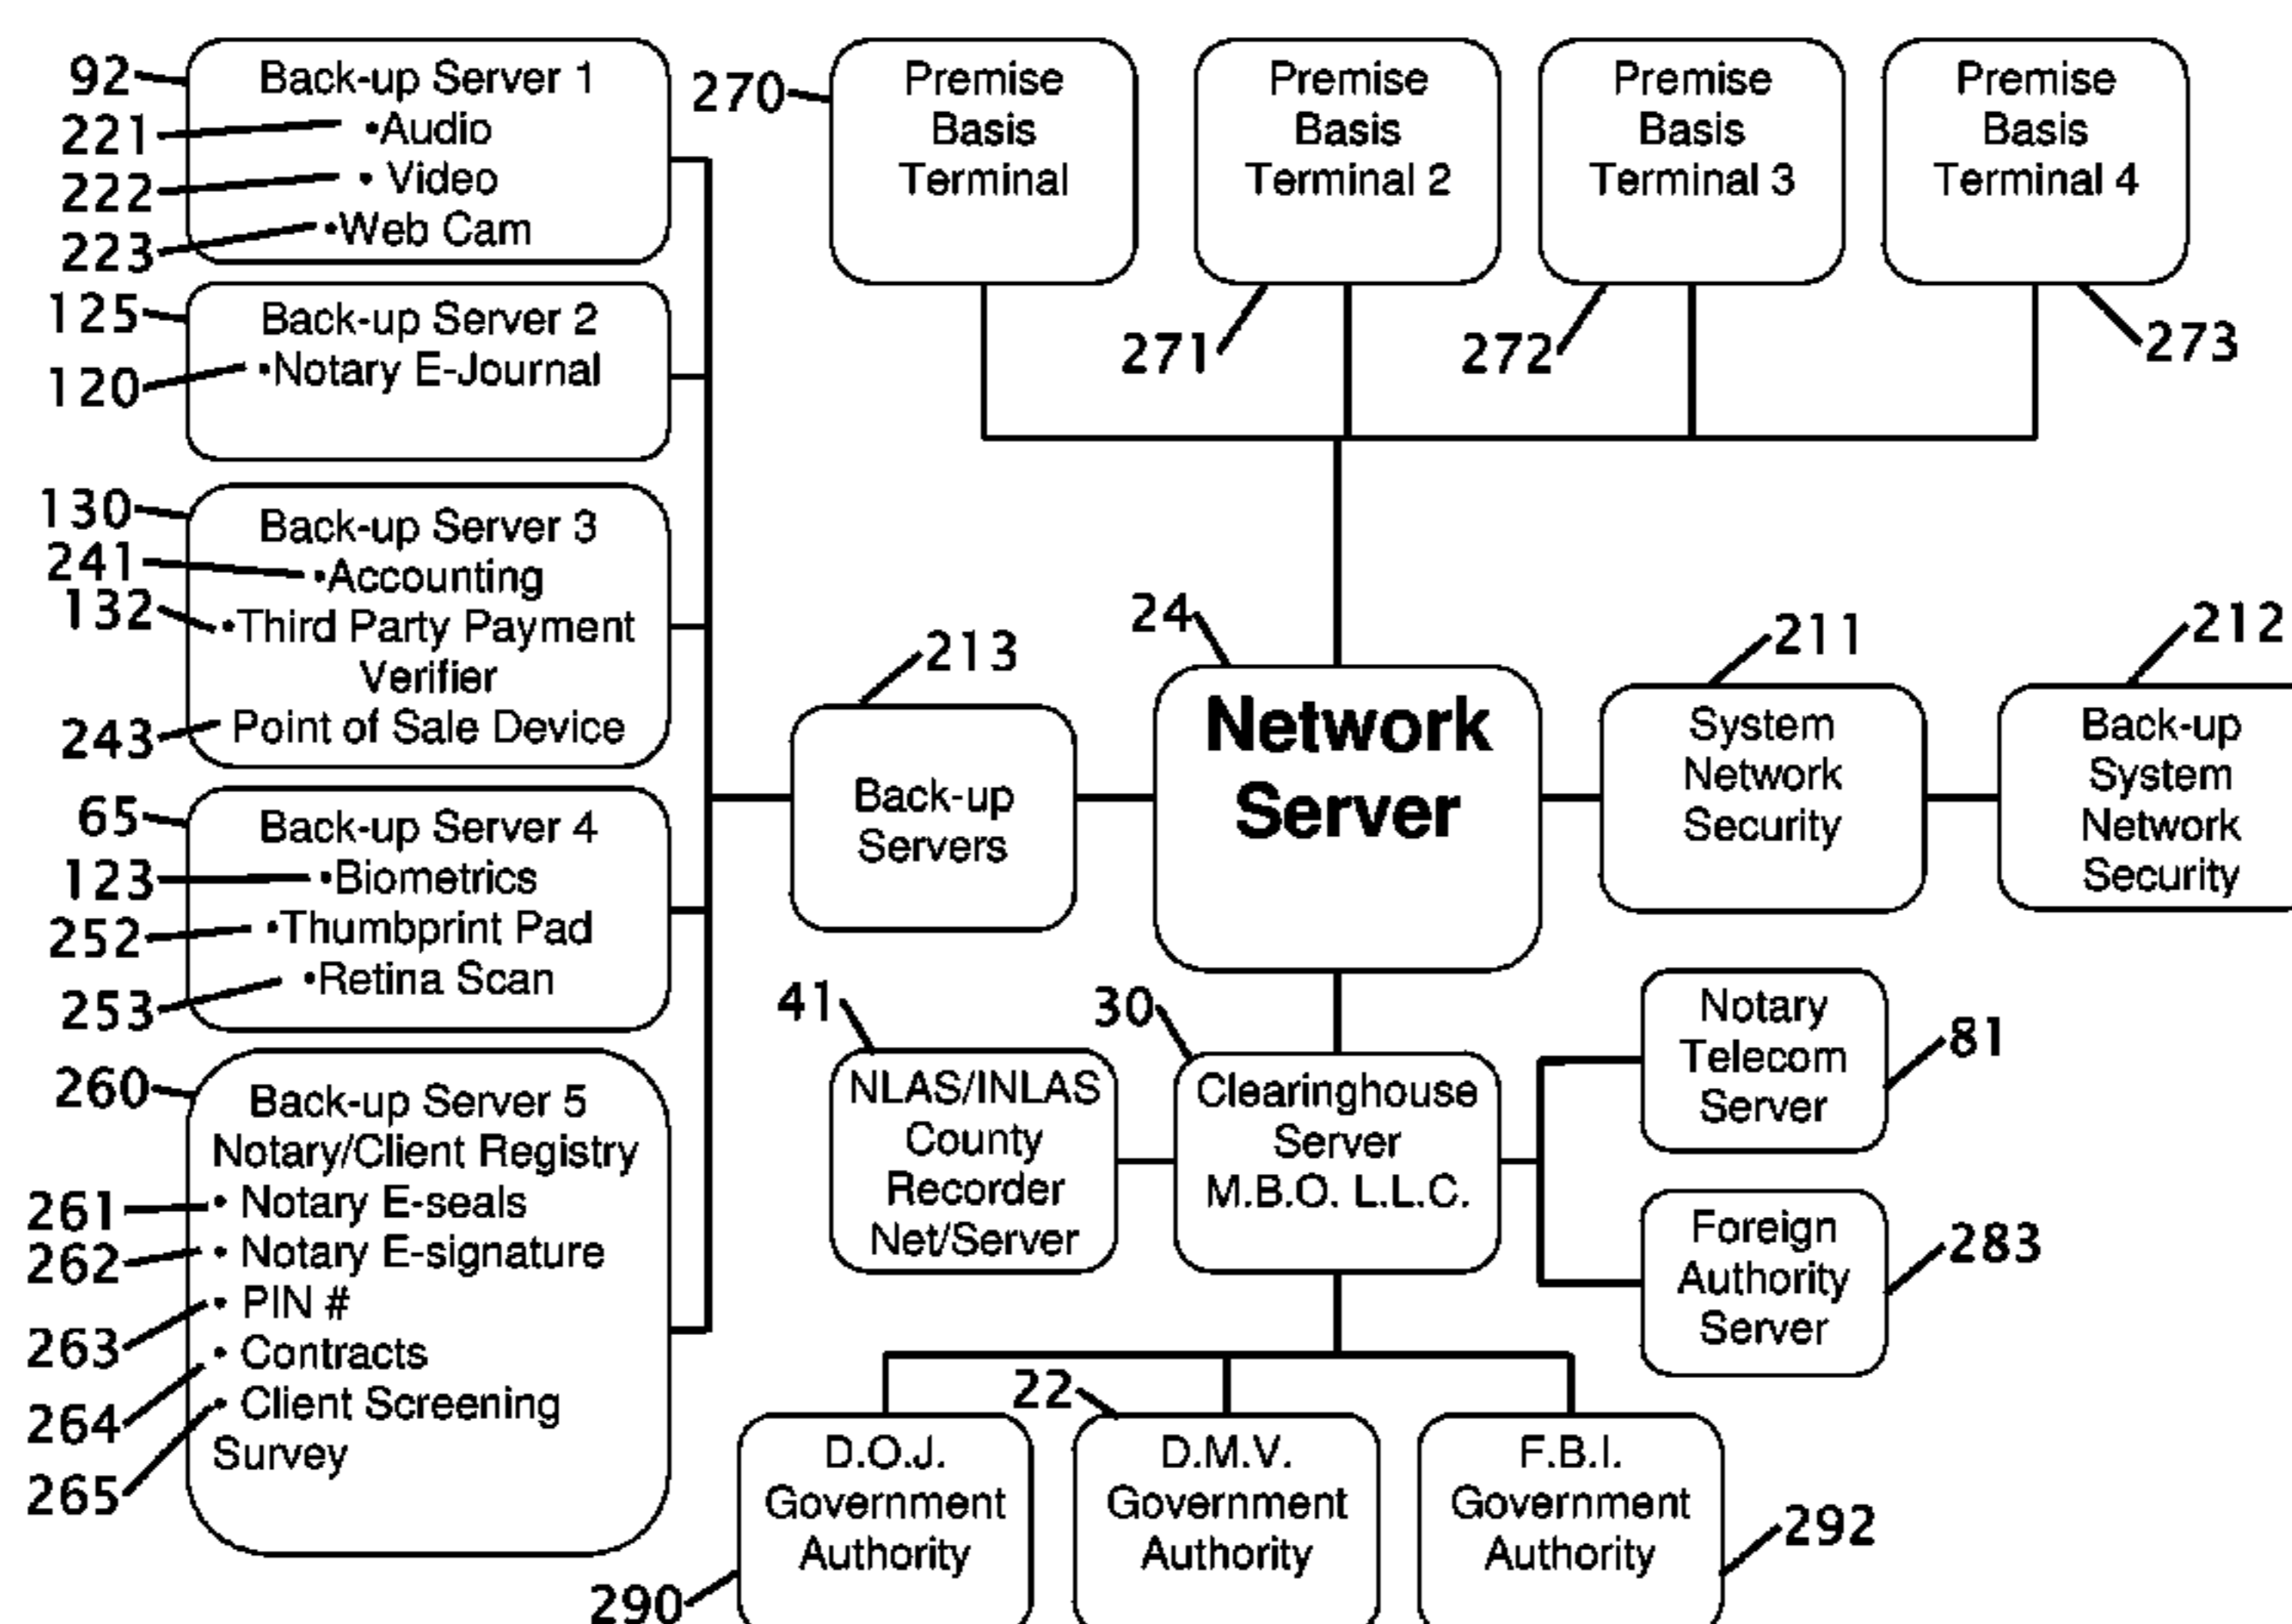 92
Back-up Server 1
221
•Audio
222
• Video
223
•Web Cam
125
Back-up Server 2
120
•Notary E-Journal
130
Back-up Server 3
241
•Accounting
132
•Third Party Payment
Verifier
243
Point of Sale Device
65
Back-up Server 4
123
•Biometrics
252
•Thumbprint Pad
253
•Retina Scan
260
Back-up Server 5
Notary/Client Registry
261
• Notary E-seals
262
• Notary E-signature
263
• PIN #
264
• Contracts
265
• Client Screening
Survey
270
Premise
Basis
Terminal
Premise
Basis
Terminal 2
271
Premise
Basis
Terminal 3
272
Premise
Basis
Terminal 4
273
213
Back-up
Servers
24
Network
Server
211
System
Network
Security
212
Back-up
System
Network
Security
41
NLAS/INLAS
County
Recorder
Net/Server
30
Clearinghouse
Server
M.B.O. L.L.C.
Notary
Telecom
Server
81
Foreign
Authority
Server
283
D.O.J.
Government
Authority
290
22
D.M.V.
Government
Authority
F.B.I.
Government
Authority
292